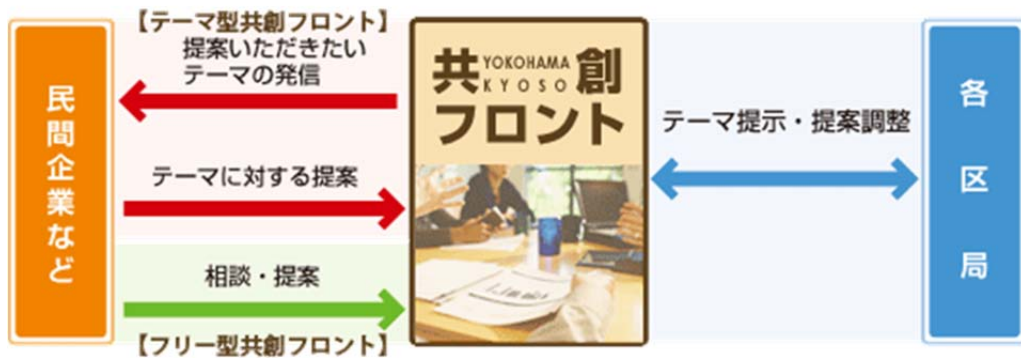 【テーマ型共創フロント】
提案いただきたい
テーマの発信
テーマに対する提案
相談・提案
【フリー型共創フロント】
民間企業など
共創
YOKOHAMA
KYOSO
フロント
テーマ提示・提案調整
各区局